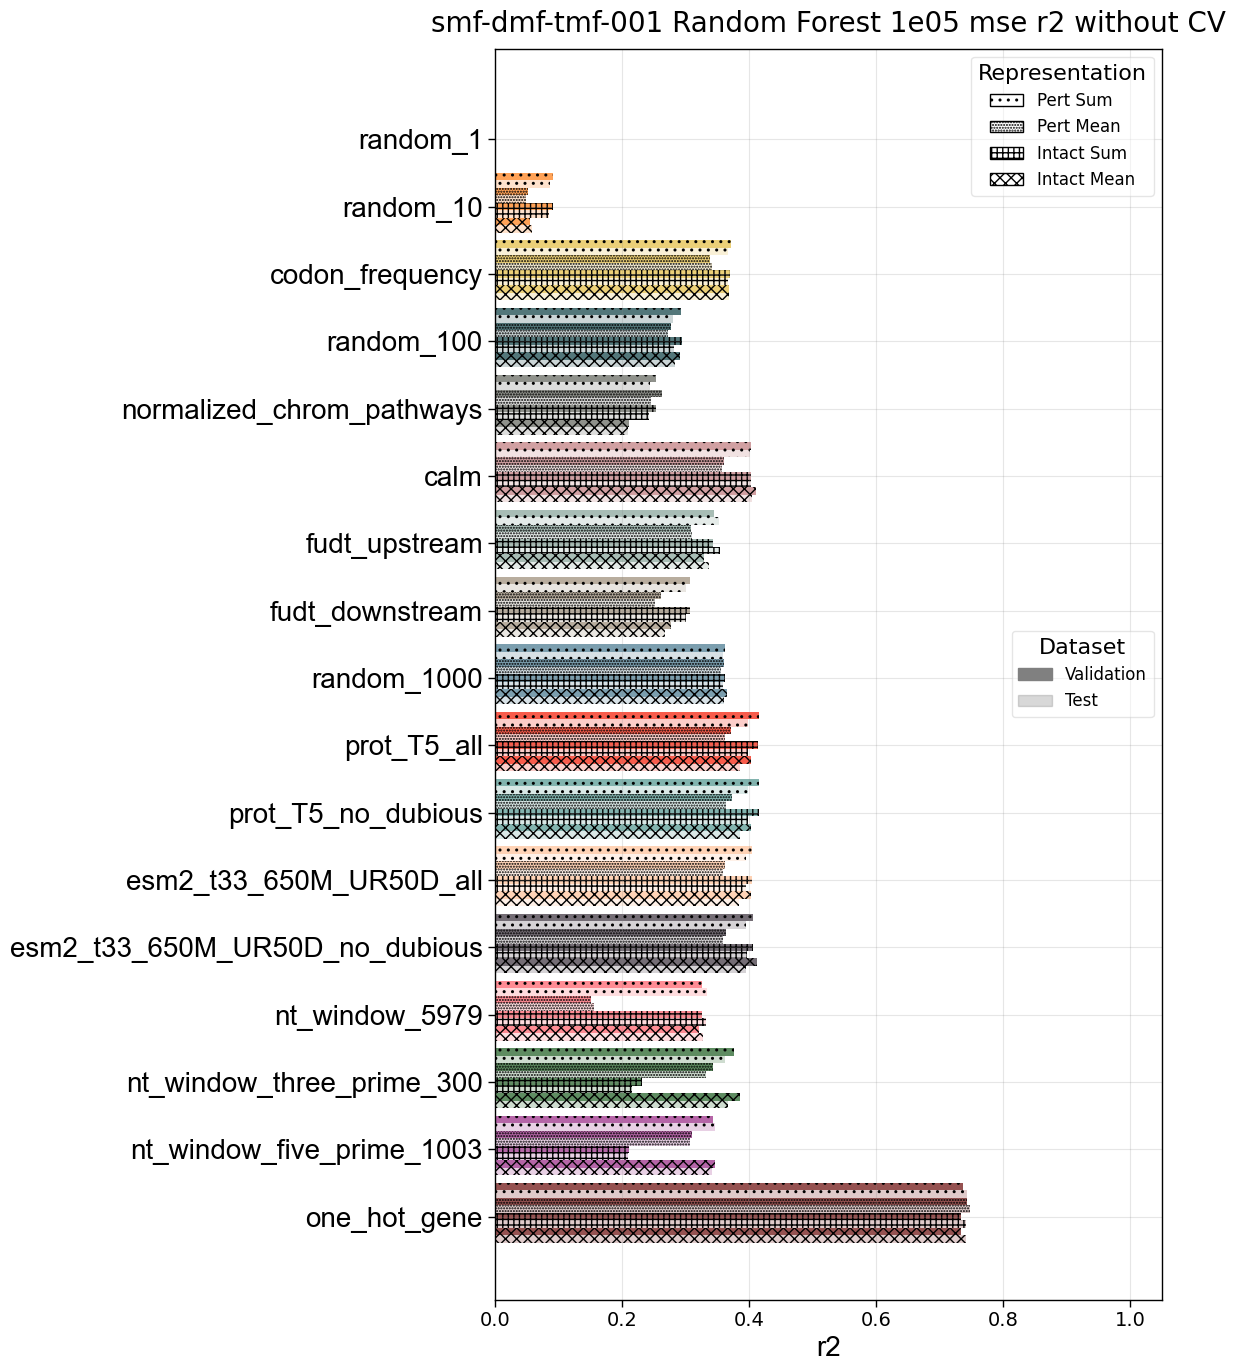 smf-dmf-tmf-001 Random Forest 1e05 mse r2 without CV
Representation
Pert Sum
Pert Mean
Intact Sum
Intact Mean
random_1
random_10
codon_frequency
random_100
normalized_chrom_pathways
calm
fudt_upstream
fudt_downstream
Dataset
Validation
Test
random_1000
prot_T5_all
prot_T5_no_dubious
esm2_t33_650M_UR50D_all
esm2_t33_650M_UR50D_no_dubious
nt_window_5979
nt_window_three_prime_300
nt_window_five_prime_1003
one_hot_gene
0.0 0.2 0.4 0.6 0.8 1.0
r2